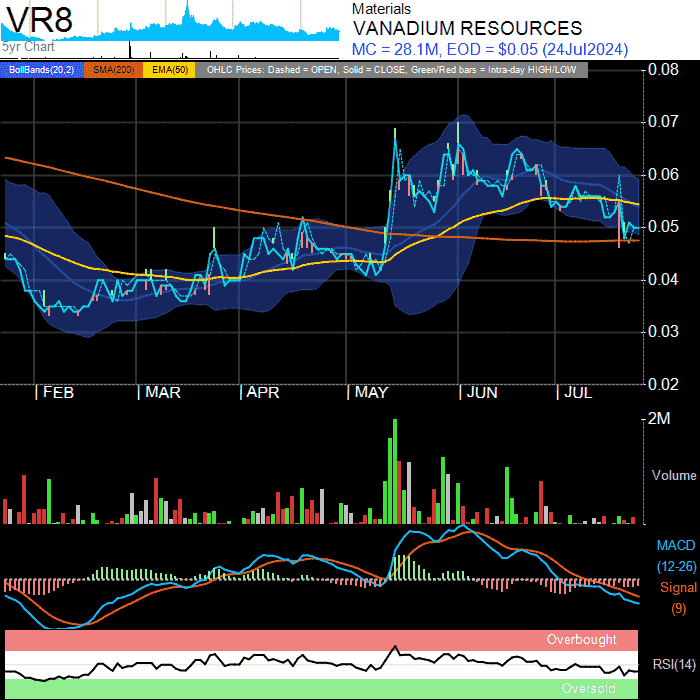 VR8
5yr Chart
Materials
VANADIUM RESOURCES
MC = 28.1M, EOD = $0.05 (24Jul2024)
BollBands(20,2) SMA(200) EMA(50) OHLC Prices: Dashed = OPEN, Solid = CLOSE, Green/Red bars = Intra-day HIGH/LOW
0.08
0.07
0.06
0.05
0.04
0.03
0.02
FEB MAR APR MAY JUN JUL
2M
Volume
MACD
(12-26)
Signal
(9)
Overbought
RSI(14)
Oversold